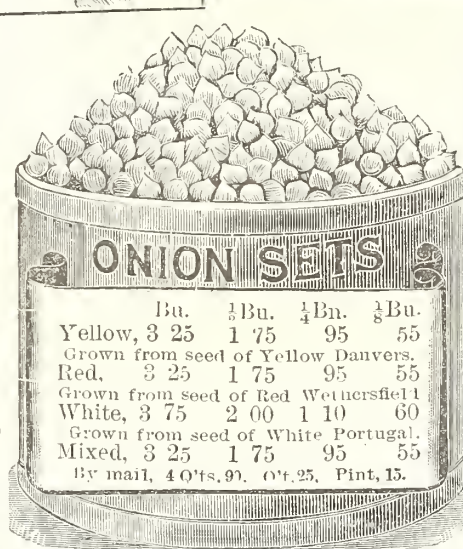 ONION SETS
Bu. ½Bu. ¼Bu. ⅛Bu.
Yellow, 3 25 1 75 95 55
Grown from seed of Yellow Danvers.
Red, 3 25 1 75 95 55
Grown from seed of Red Wethersfield
White, 3 75 2 00 1 10 60
Grown from seed of White Portugal.
Mixed, 3 25 1 75 95 55
By mail, 4 Q'ts. 90. Q't. 25, Pint, 15.